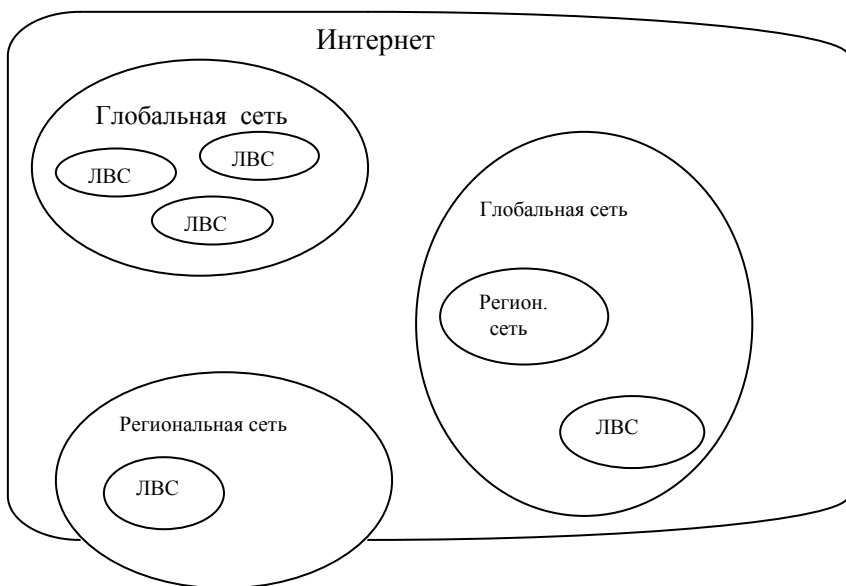 Интернет
Глобальная сеть
ЛВС
ЛВС
ЛВС
Глобальная сеть
Регион.
сеть
ЛВС
Региональная сеть
ЛВС